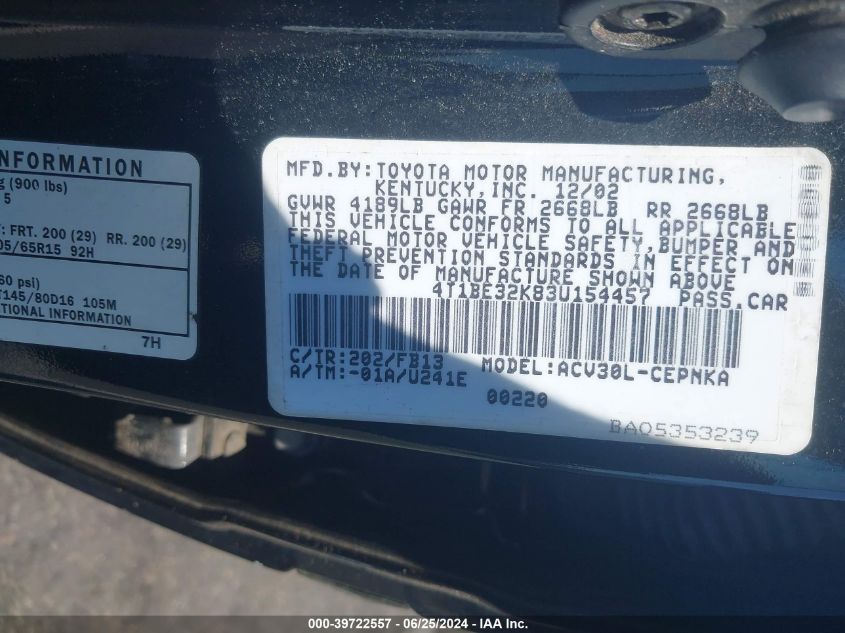 NFORMATION
g (900 lbs)
5
: FRT. 200 (29) RR. 200 (29)
05/65R15 92H
60 psi)
T145/80D16 105M
TIONAL INFORMATION
7H
MFD.BY:TOYOTA MOTOR MANUFACTURING,
KENTUCKY,INC. 12/02
GVWR 4189LB GAWR FR 2668LB RR 2668LB
THIS VEHICLE CONFORMS TO ALL APPLICABLE
FEDERAL MOTOR VEHICLE SAFETY,BUMPER AND
THEFT PREVENTION STANDARDS IN EFFECT ON
THE DATE OF MANUFACTURE SHOWN ABOVE
4T1BE32K83U154457 PASS.CAR
C/TR:202/FB13 MODEL:ACV30L-CEPNKA
A/TM:-01A/U241E
00220
BA05353239
000-39722557 - 06/25/2024 - IAA Inc.